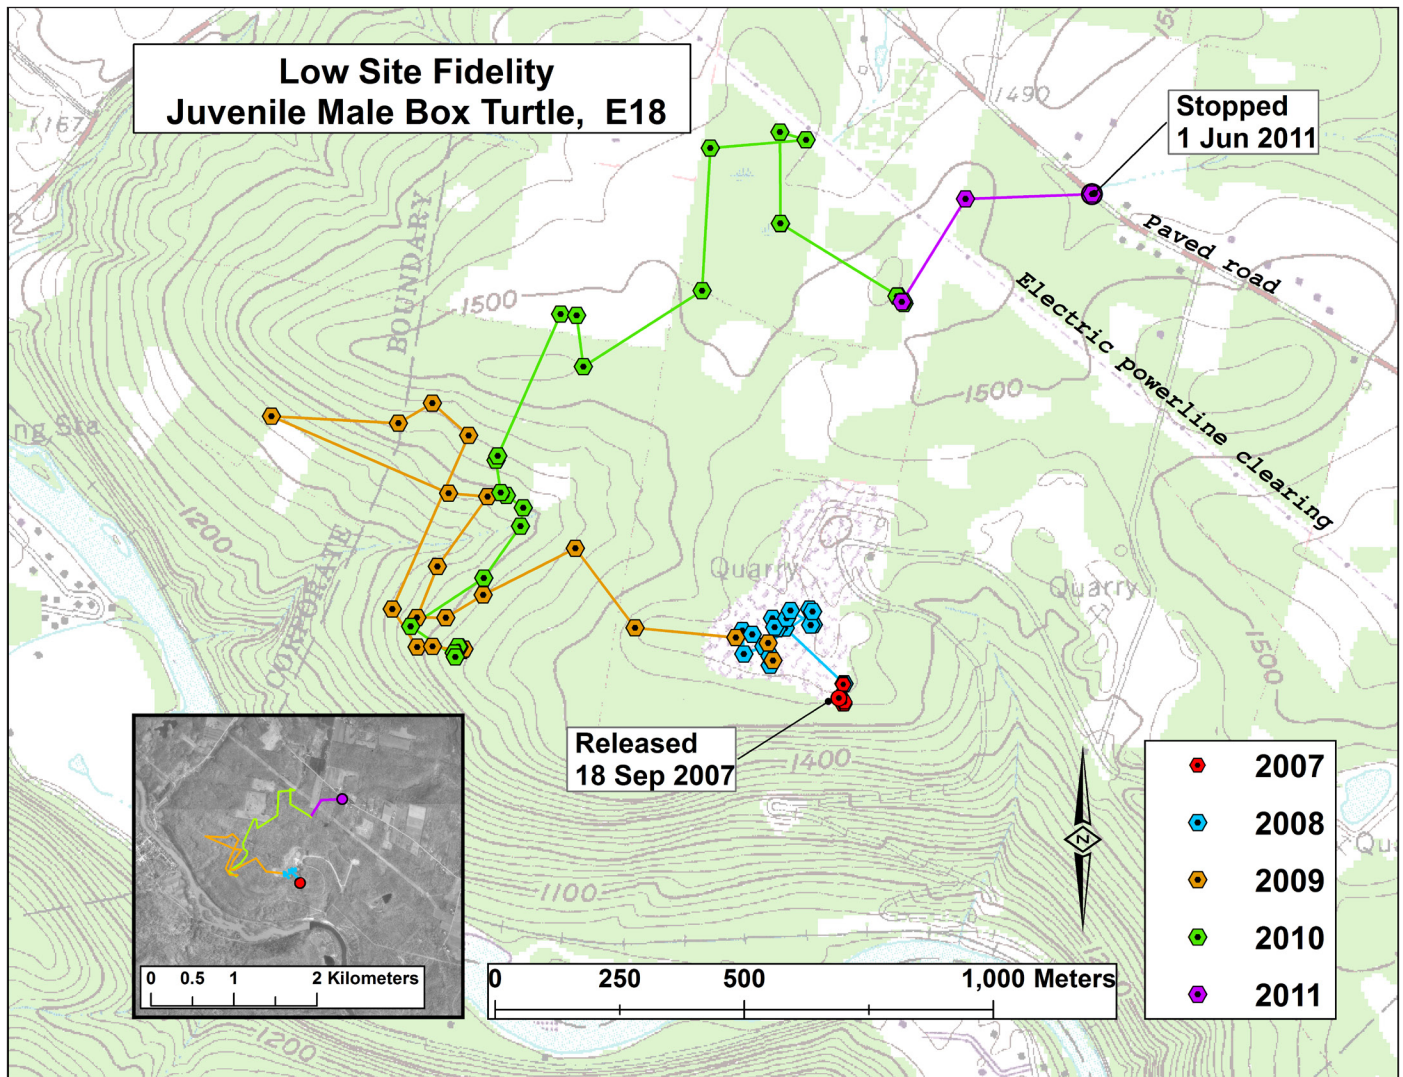 Low Site Fidelity
Juvenile Male Box Turtle, E18
1490
Stopped
1 Jun 2011
1167
BOUNDARY
Paved road
1500
Electric powerline clearing
1500
ng Sta
1200
Quarry
Quarry
CORPORATE
1500
Released
18 Sep 2007
1400
2007
2008
N
Qua
1100
2009
2010
0 0.5 1 2 Kilometers
0 250 500 1,000 Meters
2011
1200